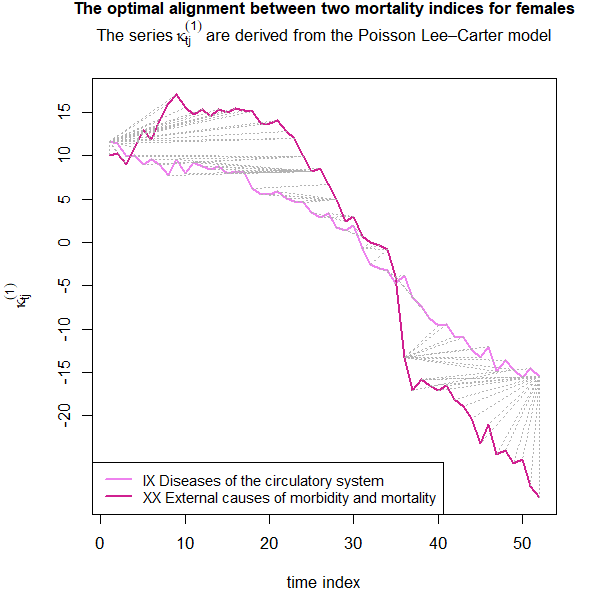 The optimal alignment between two mortality indices for females
The series κtj(1) are derived from the Poisson Lee–Carter model
κtj(1)
15
10
5
0
-5
-10
-15
-20
IX Diseases of the circulatory system
XX External causes of morbidity and mortality
0 10 20 30 40 50
time index